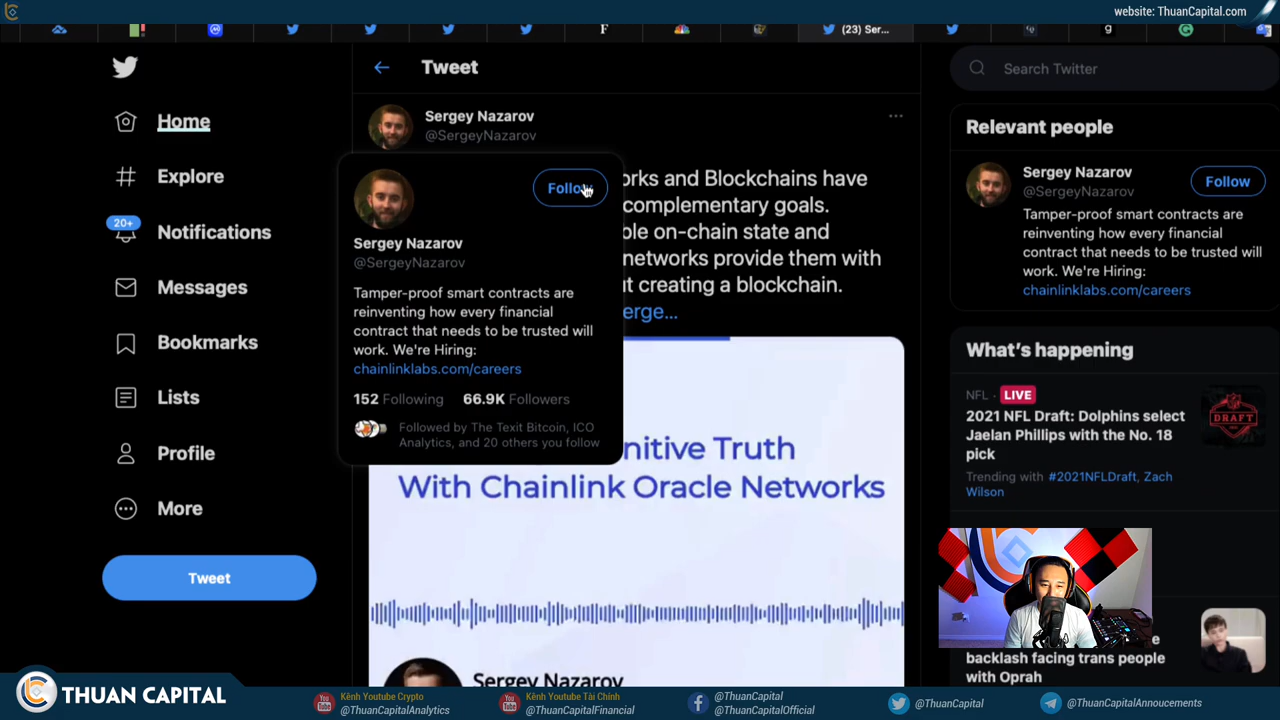 website: ThuanCapital.com
(23) Ser...
Home
Explore
20+
Notifications
Messages
Bookmarks
Lists
Profile
More
Tweet
Tweet
Sergey Nazarov
@SergeyNazarov
and Blockchains have
complementary goals.
on-chain state and
networks provide them with
creating a blockchain.
Follow
Sergey Nazarov
@SergeyNazarov
Tamper-proof smart contracts are
reinventing how every financial
contract that needs to be trusted will
work. We're Hiring:
chainlinklabs.com/careers
152 Following 66.9K Followers
Followed by The Texit Bitcoin, ICO
Analytics, and 20 others you follow
Truth
With Chainlink Oracle Networks
Sergey Nazarov
Search Twitter
Relevant people
Sergey Nazarov
@SergeyNazarov
Follow
Tamper-proof smart contracts are
reinventing how every financial
contract that needs to be trusted will
work. We're Hiring:
chainlinklabs.com/careers
What's happening
NFL · LIVE
2021 NFL Draft: Dolphins select
Jaelan Phillips with the No. 18
pick
Trending with #2021NFLDraft, Zach
Wilson
backlash facing trans people
with Oprah
THUAN CAPITAL
Kênh Youtube Crypto
@ThuanCapitalAnalytics
Kênh Youtube Tài Chính
@ThuanCapitalFinancial
@ThuanCapital
@ThuanCapitalOfficial
@ThuanCapital
@ThuanCapitalAnnoucements